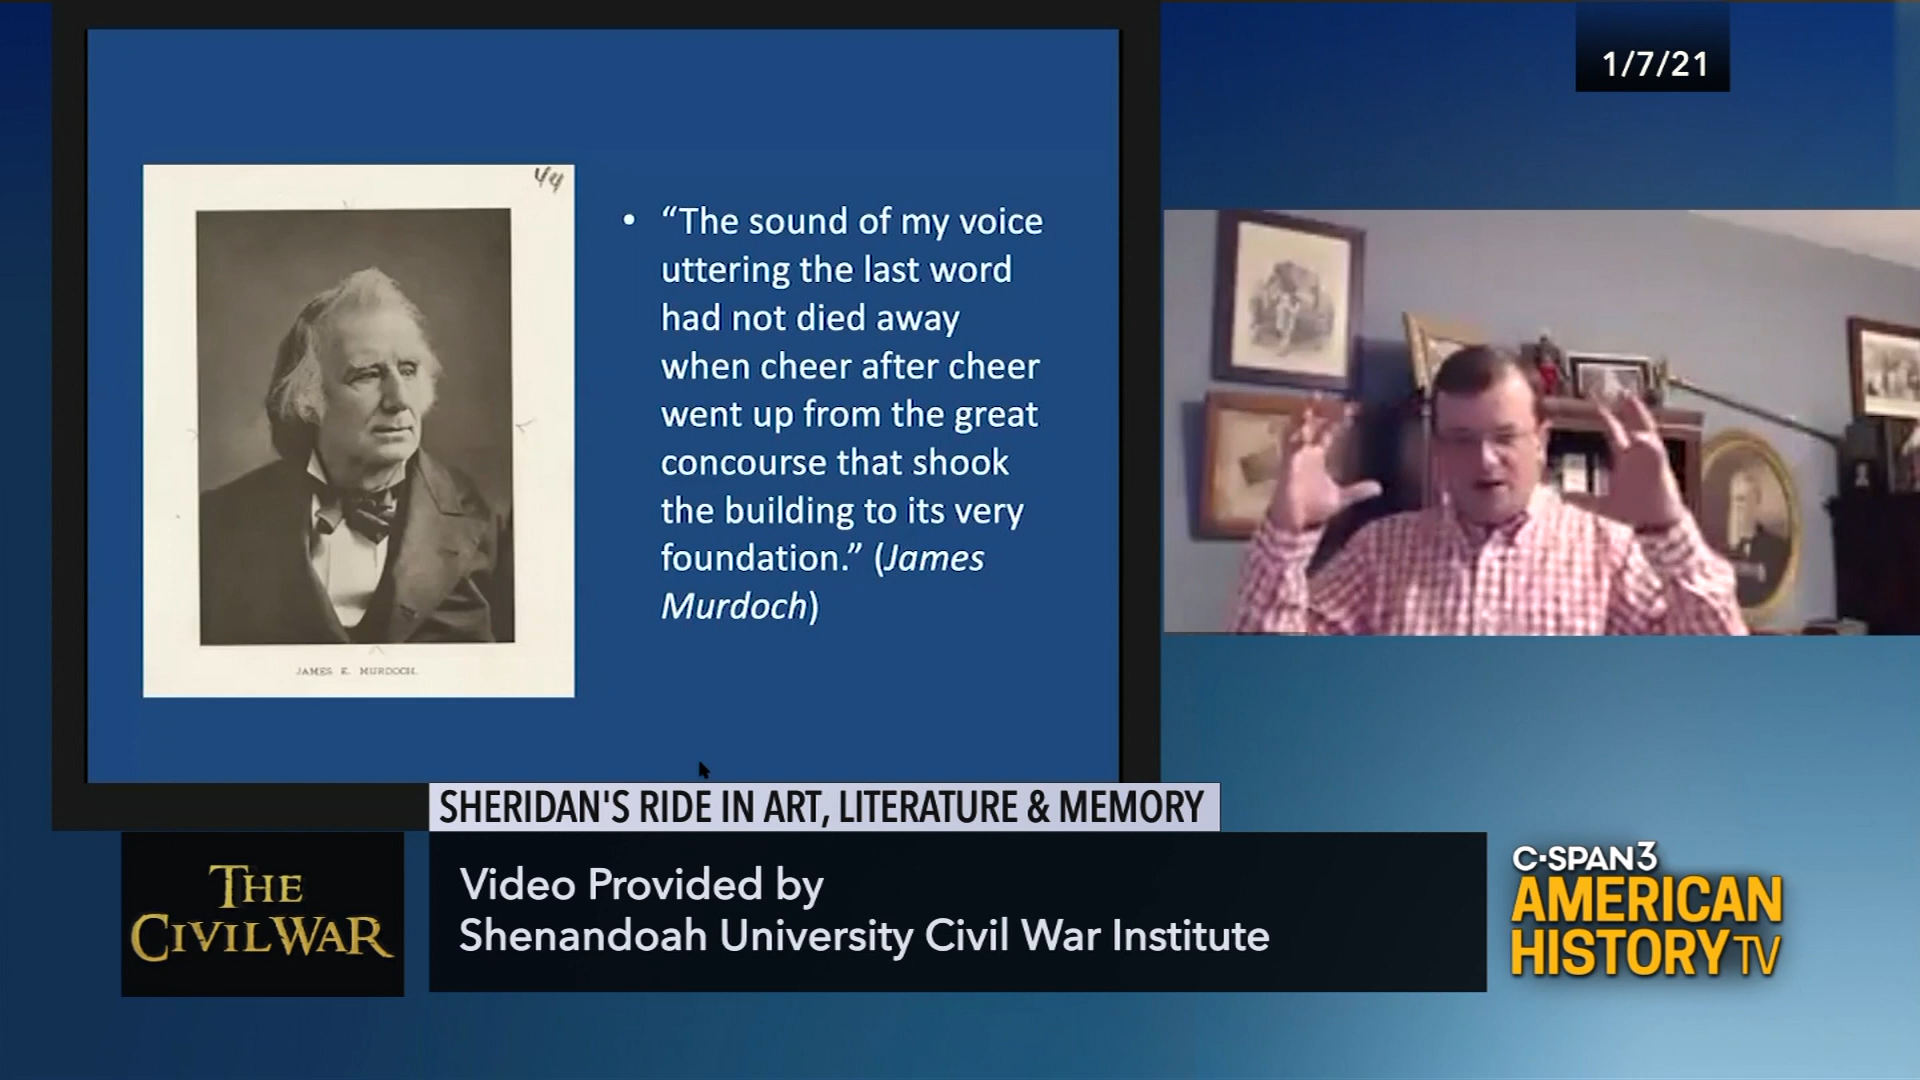 1/7/21
44
• “The sound of my voice
uttering the last word
had not died away
when cheer after cheer
went up from the great
concourse that shook
the building to its very
foundation.” (James
Murdoch)
JAMES E. MURDOCH.
SHERIDAN'S RIDE IN ART, LITERATURE & MEMORY
THE
CIVIL WAR
Video Provided by
Shenandoah University Civil War Institute
C-SPAN3
AMERICAN
HISTORY TV